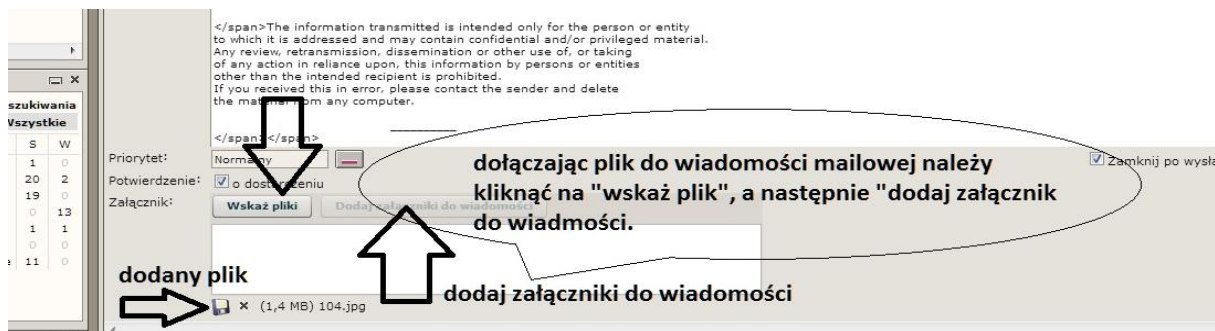 </span>The information transmitted is intended only for the person or entity
to which it is addressed and may contain confidential and/or privileged material.
Any review, retransmission, dissemination or other use of, or taking
of any action in reliance upon, this information by persons or entities
other than the intended recipient is prohibited.
If you received this in error, please contact the sender and delete
the material from any computer.
</span></span>
szukiwania
Wszystkie
S W
1 0
20 2
19 0
0 13
1 1
0 0
11 0
Priorytet:
Normalny
Zamknij po wysła
Potwierdzenie:
o dostarczeniu
Załącznik:
Wskaż pliki
Dodaj załączniki do wiadomości
dołączając plik do wiadomości mailowej należy
kliknąć na "wskaż plik", a następnie "dodaj załącznik
do wiadmości.
dodany plik
dodaj załączniki do wiadomości
(1,4 MB) 104.jpg